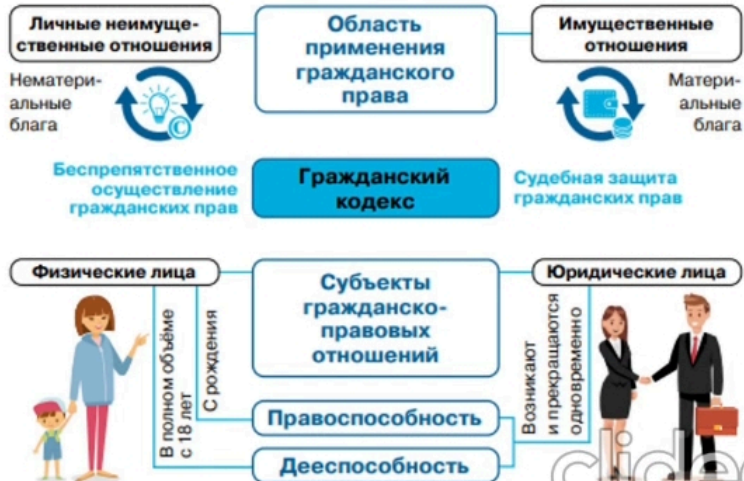 Личные неимуще-
ственные отношения
Область
применения
гражданского
права
Имущественные
отношения
Нематери-
альные
блага
Матери-
альные
блага
Беспрепятственное
осуществление
гражданских прав
Гражданский
кодекс
Судебная защита
гражданских прав
Физические лица
Субъекты
гражданско-
правовых
отношений
Юридические лица
В полном объёме
с 18 лет
С рождения
Возникают
и прекращаются
одновременно
Правоспособность
Дееспособность